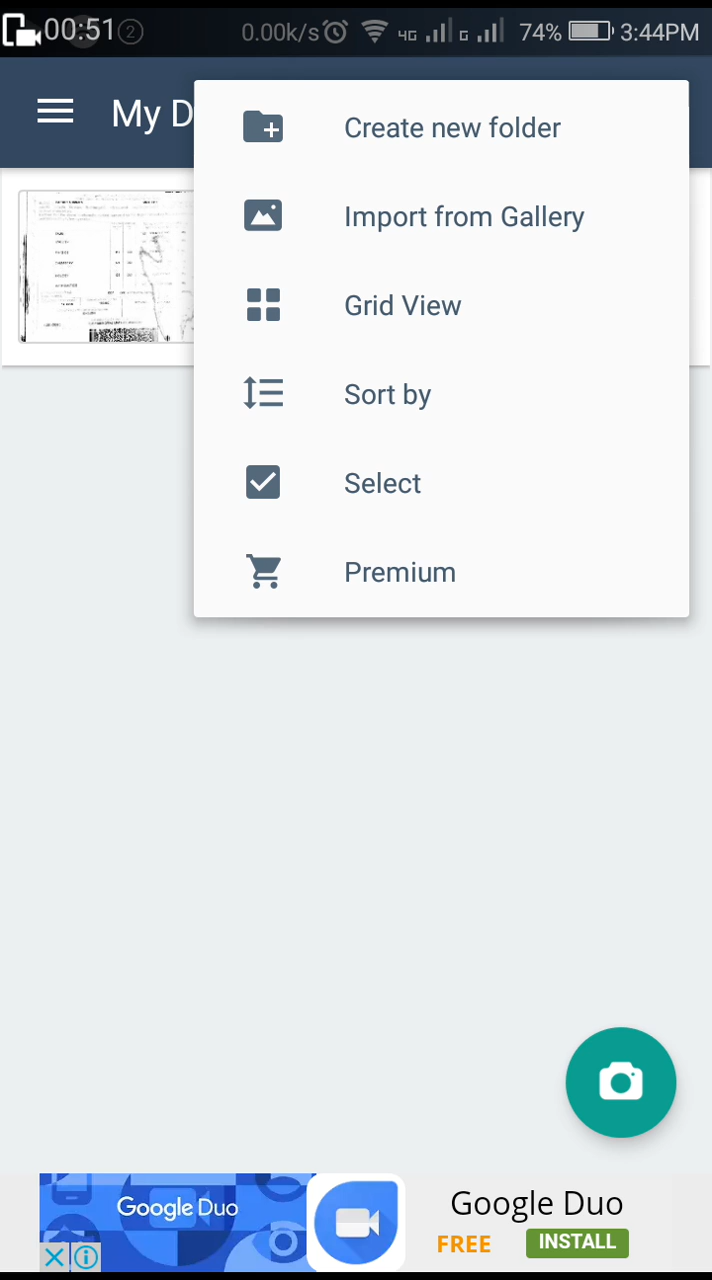 00:51 2 0.00k/s 4G G 74% 3:44PM
My D
Create new folder
Import from Gallery
Grid View
Sort by
Select
Premium
Google Duo
Google Duo
FREE INSTALL